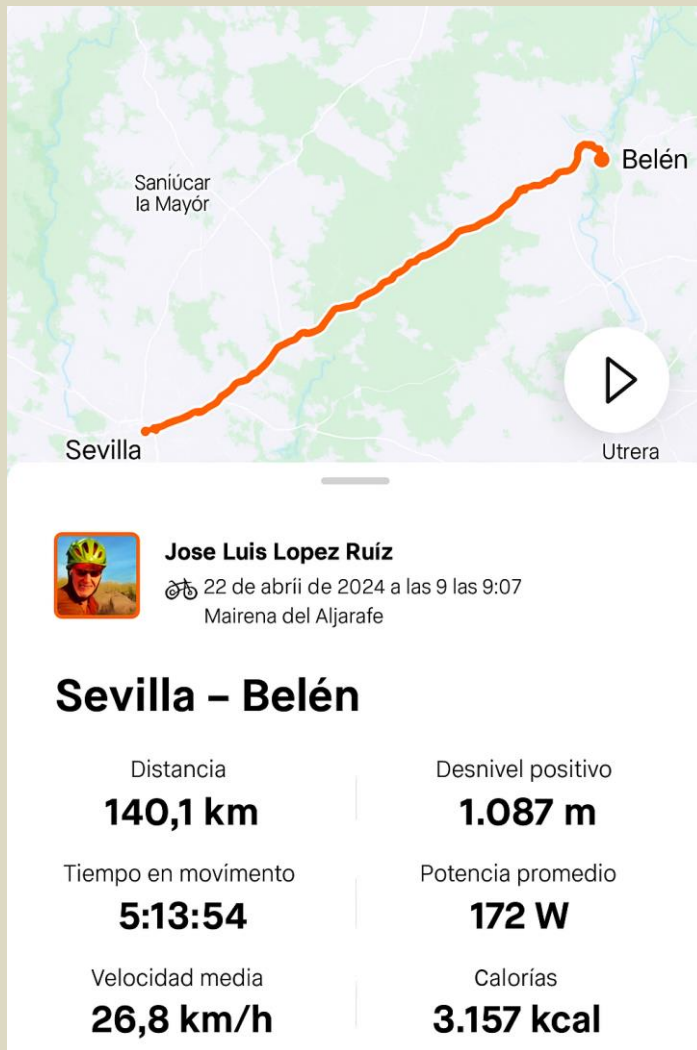 Belén
Saniúcar
la Mayór
Sevilla
Utrera
Jose Luis Lopez Ruíz
22 de abrii de 2024 a las 9 las 9:07
Mairena del Aljarafe
Sevilla – Belén
Distancia
140,1 km
Desnivel positivo
1.087 m
Tiempo en movímento
5:13:54
Potencia promedio
172 W
Velocidad media
26,8 km/h
Calorías
3.157 kcal